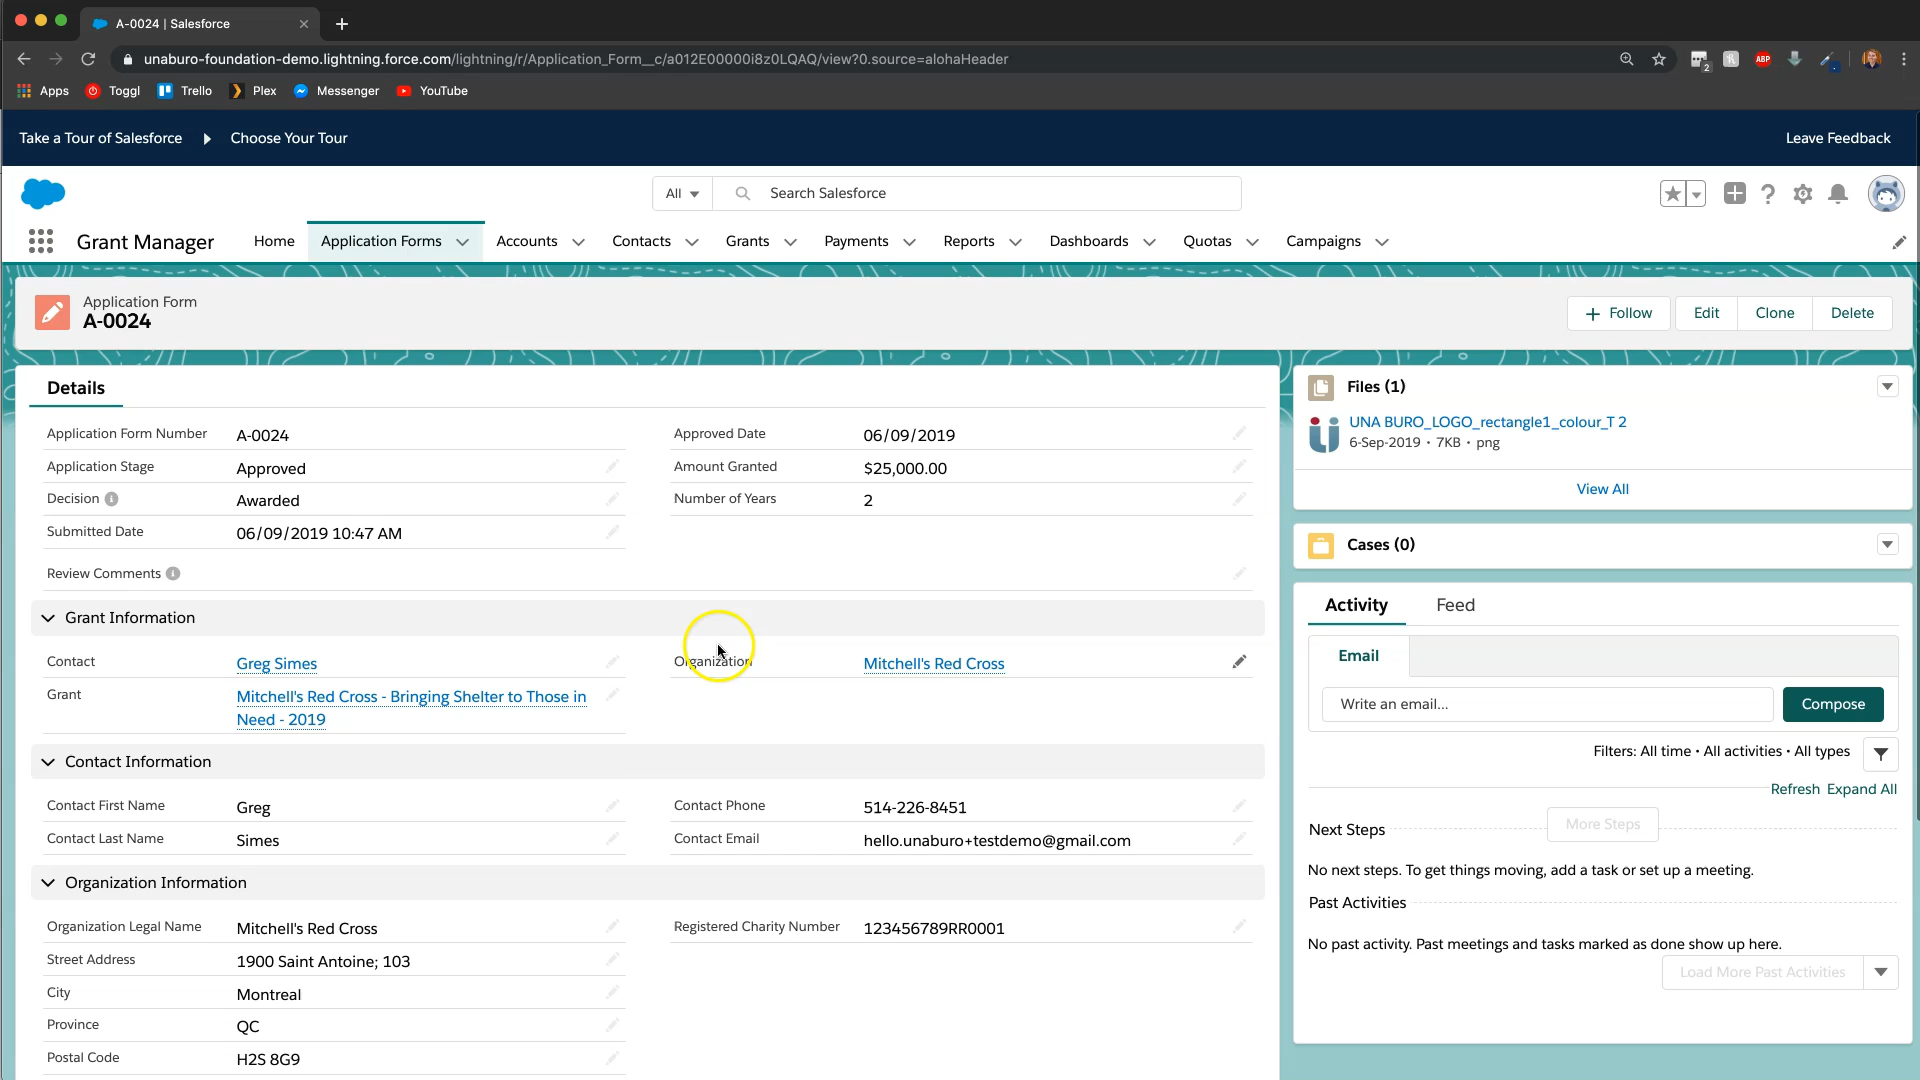 A-0024 | Salesforce
unaburo-foundation-demo.lightning.force.com/lightning/r/Application_Form__c/a012E00000i8z0LQAQ/view?0.source=alohaHeader
2
ABP
Apps
Toggl
Trello
Plex
Messenger
YouTube
Take a Tour of Salesforce
Choose Your Tour
Leave Feedback
All
Search Salesforce
Grant Manager
Home
Application Forms
Accounts
Contacts
Grants
Payments
Reports
Dashboards
Quotas
Campaigns
Application Form
A-0024
Follow
Edit
Clone
Delete
Details
Application Form Number
A-0024
Approved Date
06/09/2019
Application Stage
Approved
Amount Granted
$25,000.00
Decision
Awarded
Number of Years
2
Submitted Date
06/09/2019 10:47 AM
Review Comments
Grant Information
Contact
Greg Simes
Organization
Mitchell's Red Cross
Grant
Mitchell's Red Cross - Bringing Shelter to Those in
Need - 2019
Contact Information
Contact First Name
Greg
Contact Phone
514-226-8451
Contact Last Name
Simes
Contact Email
hello.unaburo+testdemo@gmail.com
Organization Information
Organization Legal Name
Mitchell's Red Cross
Registered Charity Number
123456789RR0001
Street Address
1900 Saint Antoine; 103
City
Montreal
Province
QC
Postal Code
H2S 8G9
Files (1)
UNA BURO_LOGO_rectangle1_colour_T 2
6-Sep-2019 • 7KB • png
View All
Cases (0)
Activity
Feed
Email
Write an email...
Compose
Filters: All time • All activities • All types
Refresh
Expand All
Next Steps
More Steps
No next steps. To get things moving, add a task or set up a meeting.
Past Activities
No past activity. Past meetings and tasks marked as done show up here.
Load More Past Activities